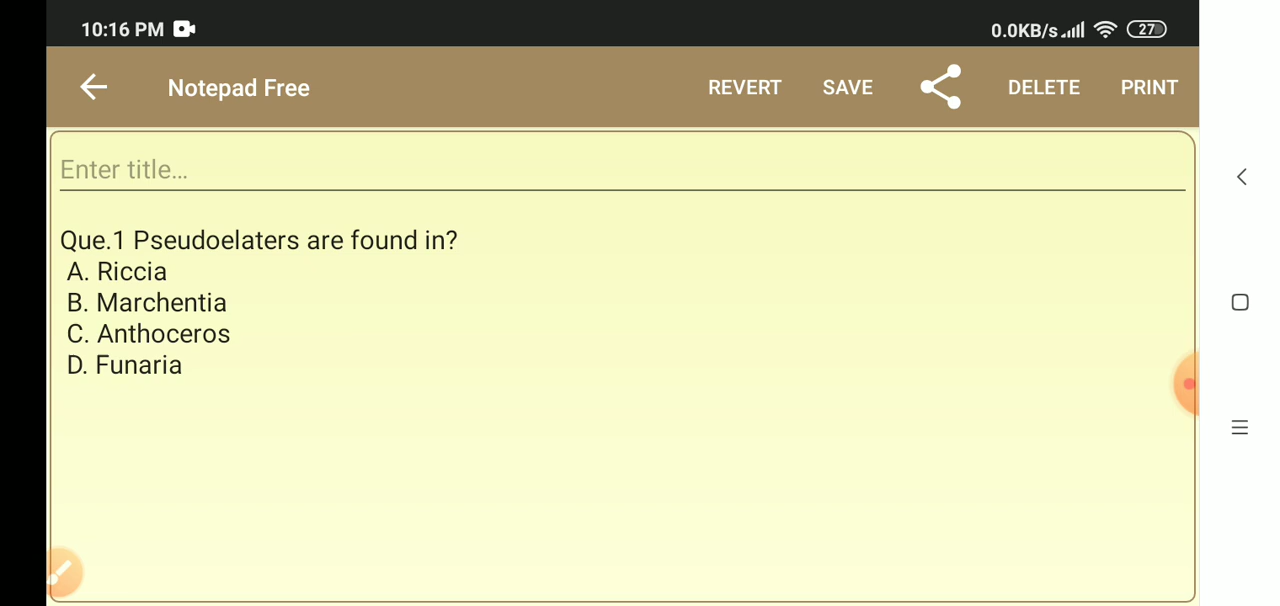 10:16 PM 0.0KB/s 27
Notepad Free REVERT SAVE DELETE PRINT
Enter title...
Que.1 Pseudoelaters are found in?
A. Riccia
B. Marchentia
C. Anthoceros
D. Funaria